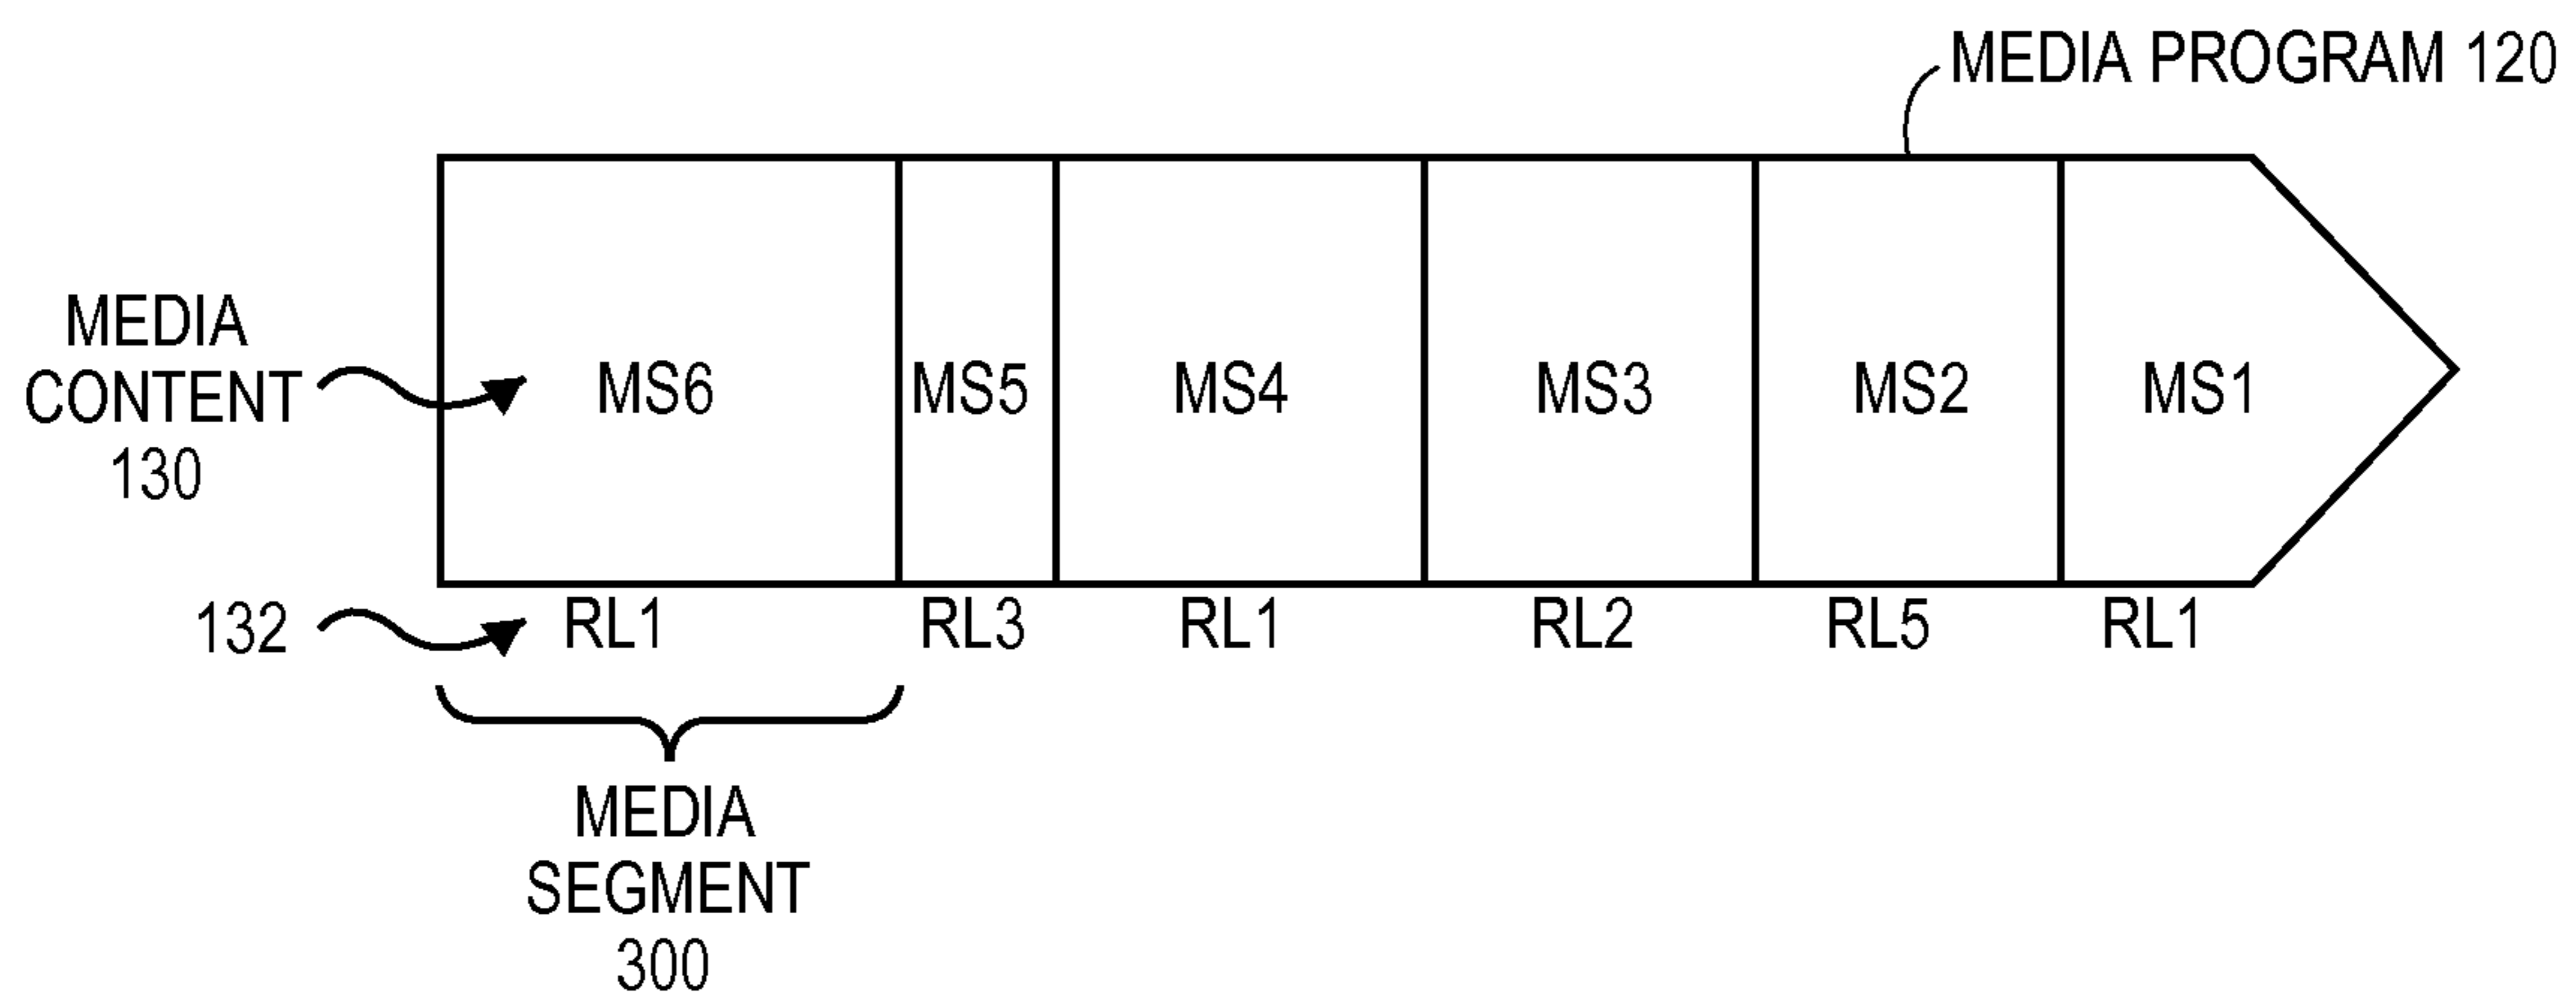 MEDIA PROGRAM 120
MEDIA
CONTENT
130
MS6 MS5 MS4 MS3 MS2 MS1
132
RL1 RL3 RL1 RL2 RL5 RL1
MEDIA
SEGMENT
300